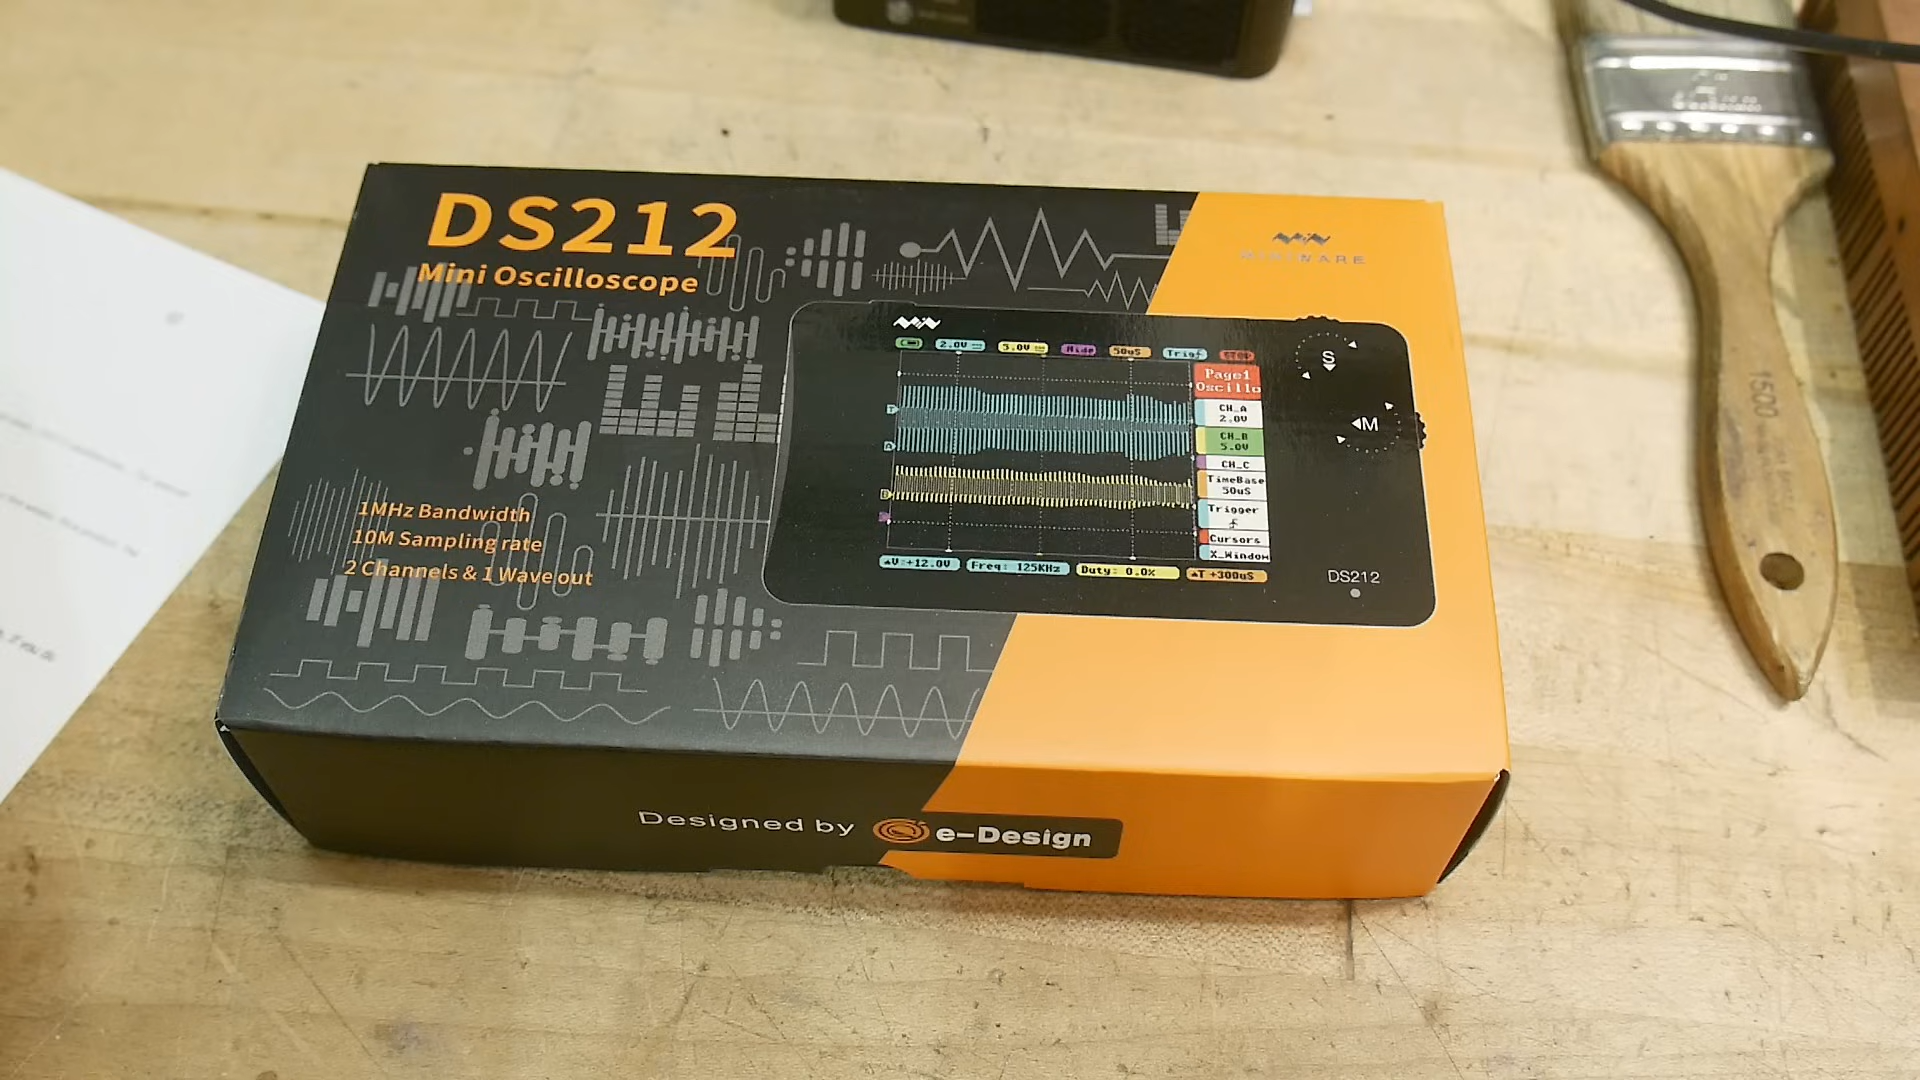 DS212
Mini Oscilloscope
MINIWARE
2.0V
5.0V
Hide
50uS
Trig
STOP
Page1
Oscillo
CH_A
2.0V
CH_B
5.0V
CH_C
TimeBase
50uS
Trigger
Cursors
X_Window
▲V:+12.0V
Freq: 125KHz
Duty: 0.0%
▲T +300uS
S
M
DS212
1MHz Bandwidth
10M Sampling rate
2 Channels & 1 Wave out
Designed by e-Design
1500